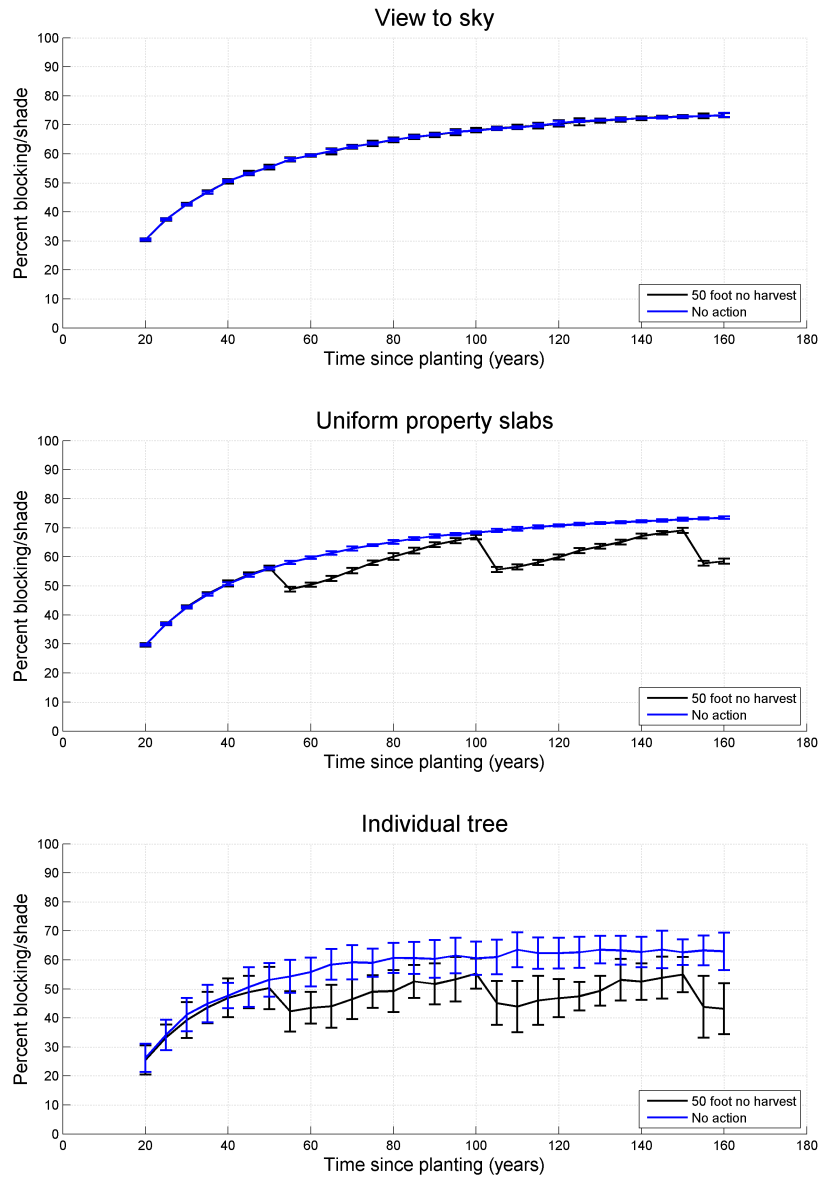 View to sky
100
90
80
70
60
50
40
30
20
10
0
Percent blocking/shade
50 foot no harvest
No action
0 20 40 60 80 100 120 140 160 180
Time since planting (years)
Uniform property slabs
100
90
80
70
60
50
40
30
20
10
0
Percent blocking/shade
50 foot no harvest
No action
0 20 40 60 80 100 120 140 160 180
Time since planting (years)
Individual tree
100
90
80
70
60
50
40
30
20
10
0
Percent blocking/shade
50 foot no harvest
No action
0 20 40 60 80 100 120 140 160 180
Time since planting (years)